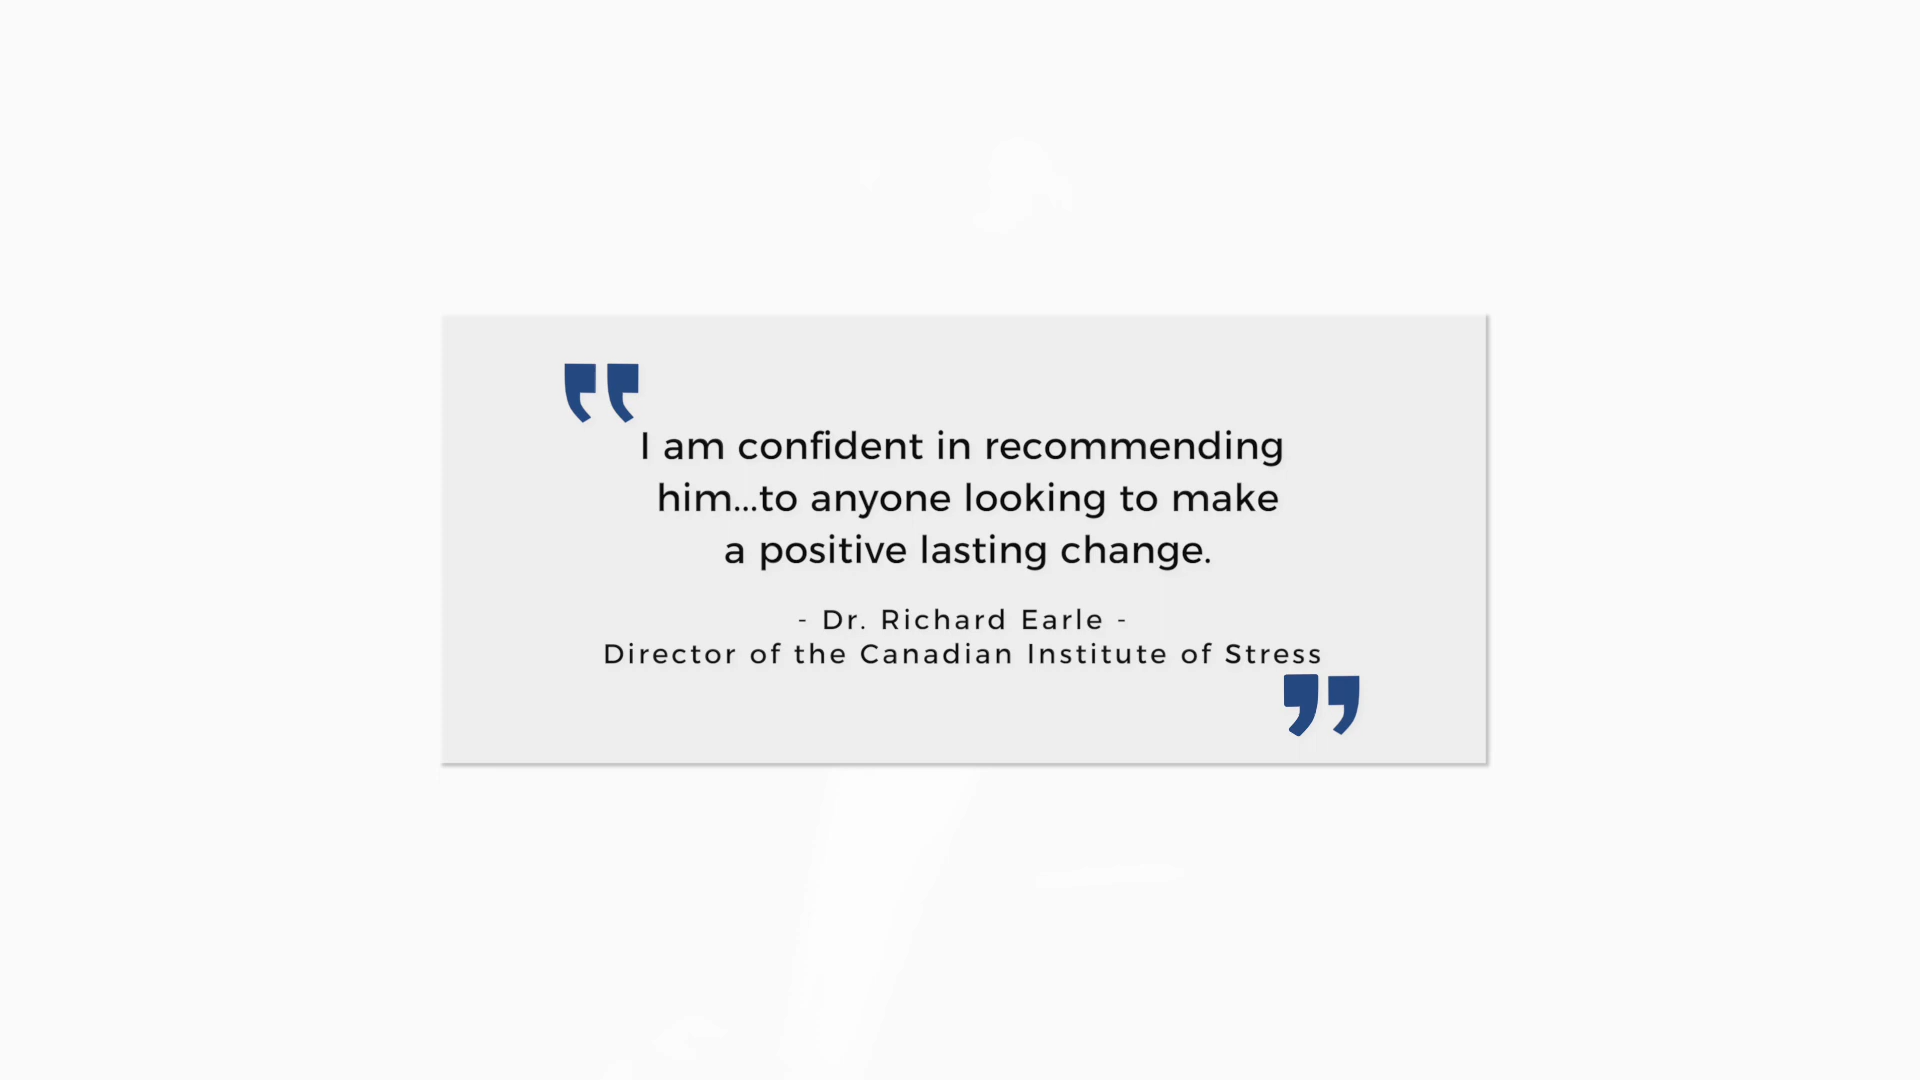 I am confident in recommending
him...to anyone looking to make
a positive lasting change.
- Dr. Richard Earle -
Director of the Canadian Institute of Stress